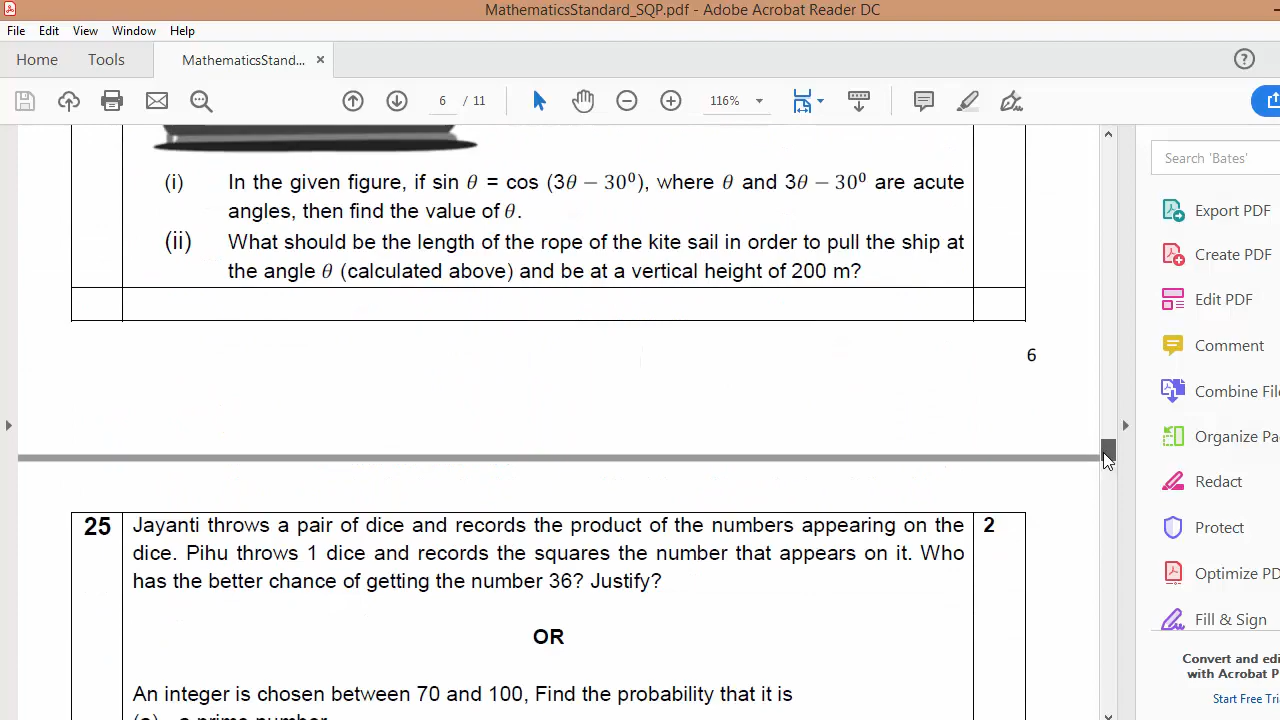 MathematicsStandard_SQP.pdf - Adobe Acrobat Reader DC
File Edit View Window Help
Home Tools MathematicsStand... ×
6 / 11 116%
(i) In the given figure, if sin θ = cos (3θ − 30⁰), where θ and 3θ − 30⁰ are acute
angles, then find the value of θ.
(ii) What should be the length of the rope of the kite sail in order to pull the ship at
the angle θ (calculated above) and be at a vertical height of 200 m?
6
25 Jayanti throws a pair of dice and records the product of the numbers appearing on the 2
dice. Pihu throws 1 dice and records the squares the number that appears on it. Who
has the better chance of getting the number 36? Justify?
OR
An integer is chosen between 70 and 100, Find the probability that it is
(a) a prime number
Search 'Bates'
Export PDF
Create PDF
Edit PDF
Comment
Combine File
Organize Pa
Redact
Protect
Optimize PD
Fill & Sign
Convert and edi
with Acrobat P
Start Free Tria